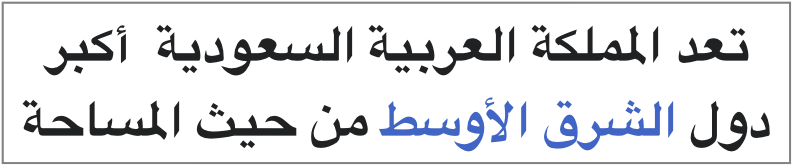 تعد المملكة العربية السعودية أكبر
دول الشرق الأوسط من حيث المساحة